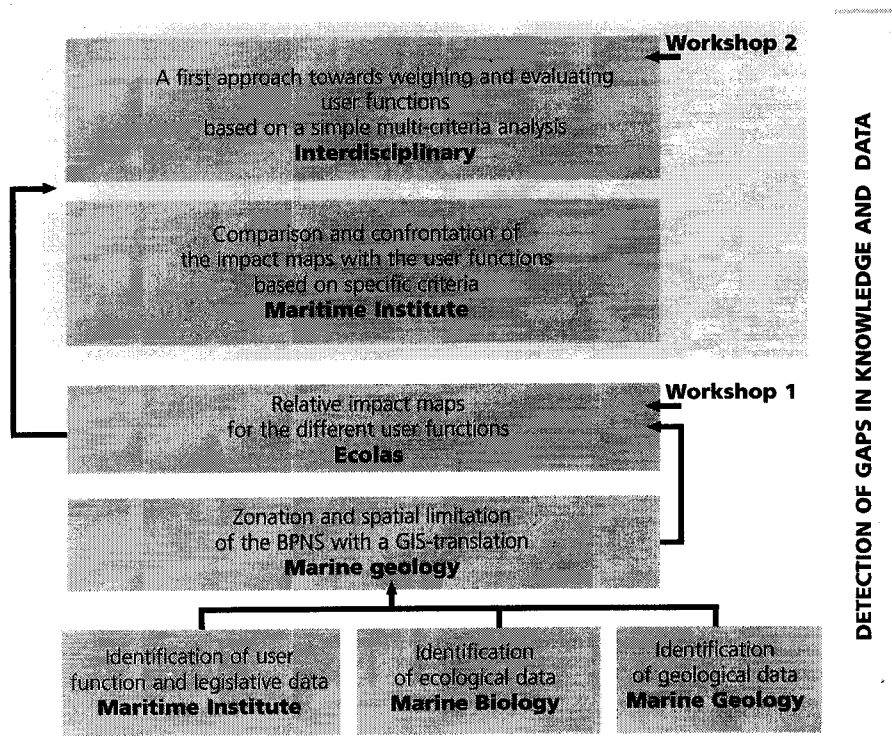 Workshop 2
A first approach towards weighing and evaluating
user functions
based on a simple multi-criteria analysis
Interdisciplinary
Comparison and confrontation of
the impact maps with the user functions
based on specific criteria
Maritime Institute
Workshop 1
Relative impact maps
for the different user functions
Ecolas
Zonation and spatial limitation
of the BPNS with a GIS-translation
Marine geology
Identification of user
function and legislative data
Maritime Institute
Identification
of ecological data
Marine Biology
Identification
of geological data
Marine Geology
DETECTION OF GAPS IN KNOWLEDGE AND DATA